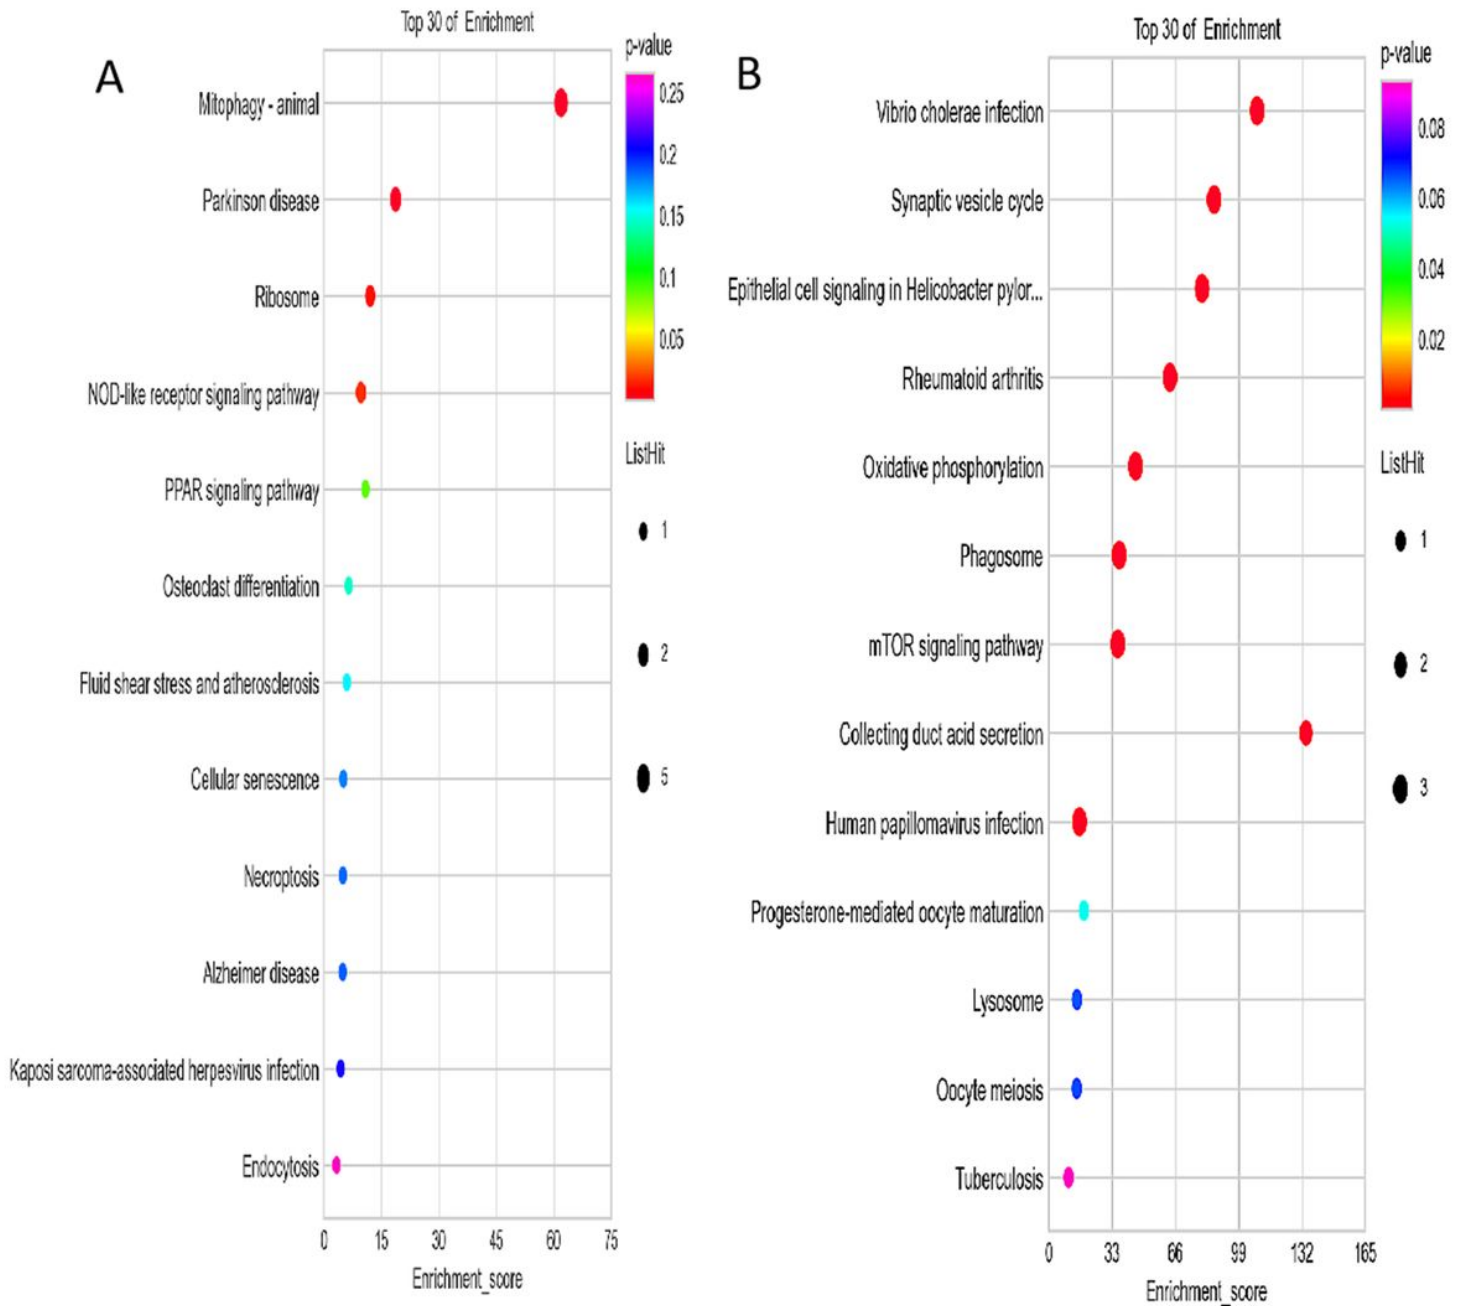 A
Top 30 of Enrichment
Mitophagy - animal
Parkinson disease
Ribosome
NOD-like receptor signaling pathway
PPAR signaling pathway
Osteoclast differentiation
Fluid shear stress and atherosclerosis
Cellular senescence
Necroptosis
Alzheimer disease
Kaposi sarcoma-associated herpesvirus infection
Endocytosis
0 15 30 45 60 75
Enrichment_score
p-value
0.25
0.2
0.15
0.1
0.05
ListHit
1
2
5
B
Top 30 of Enrichment
Vibrio cholerae infection
Synaptic vesicle cycle
Epithelial cell signaling in Helicobacter pylor...
Rheumatoid arthritis
Oxidative phosphorylation
Phagosome
mTOR signaling pathway
Collecting duct acid secretion
Human papillomavirus infection
Progesterone-mediated oocyte maturation
Lysosome
Oocyte meiosis
Tuberculosis
0 33 66 99 132 165
Enrichment_score
p-value
0.08
0.06
0.04
0.02
ListHit
1
2
3